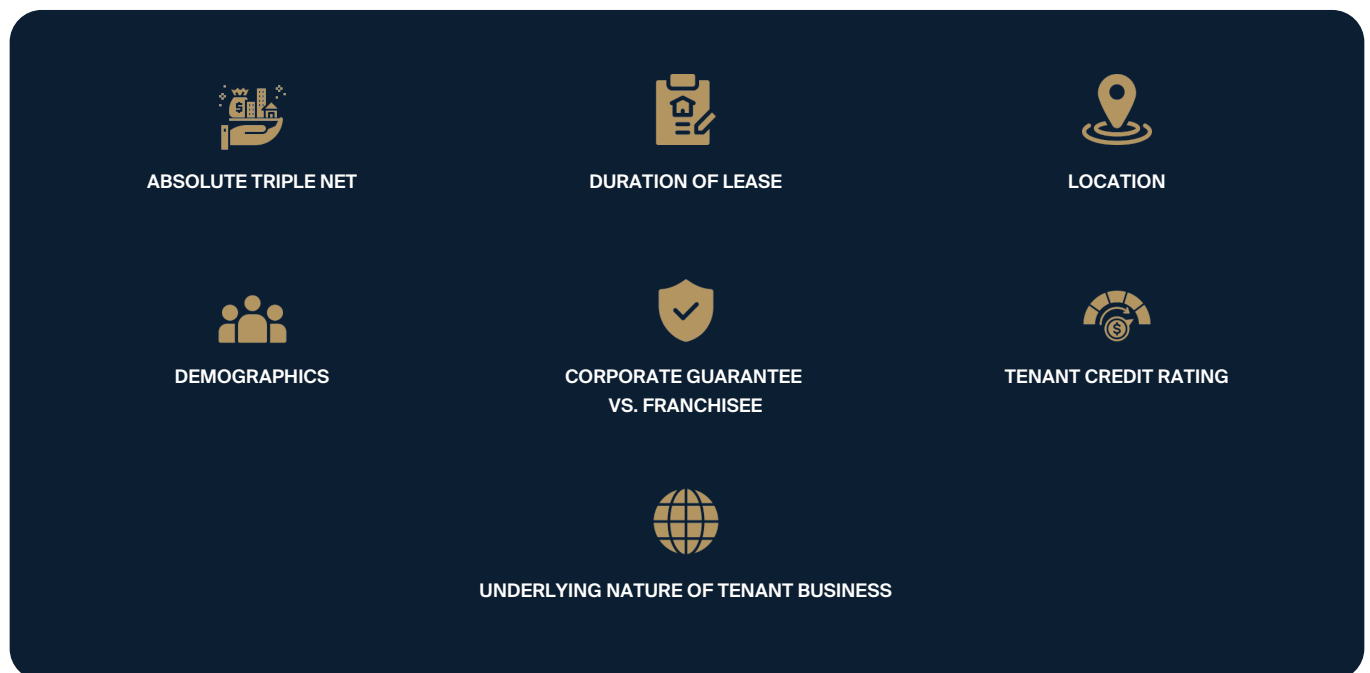 ABSOLUTE TRIPLE NET
DURATION OF LEASE
LOCATION
DEMOGRAPHICS
CORPORATE GUARANTEE
VS. FRANCHISEE
TENANT CREDIT RATING
UNDERLYING NATURE OF TENANT BUSINESS